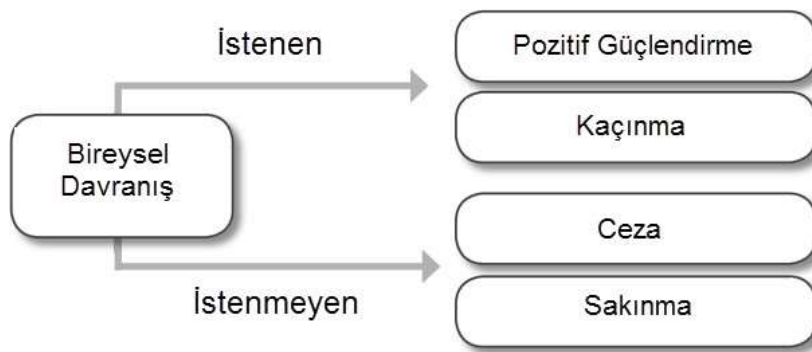 İstenen
Pozitif Güçlendirme
Kaçınma
Bireysel
Davranış
Ceza
İstenmeyen
Sakınma